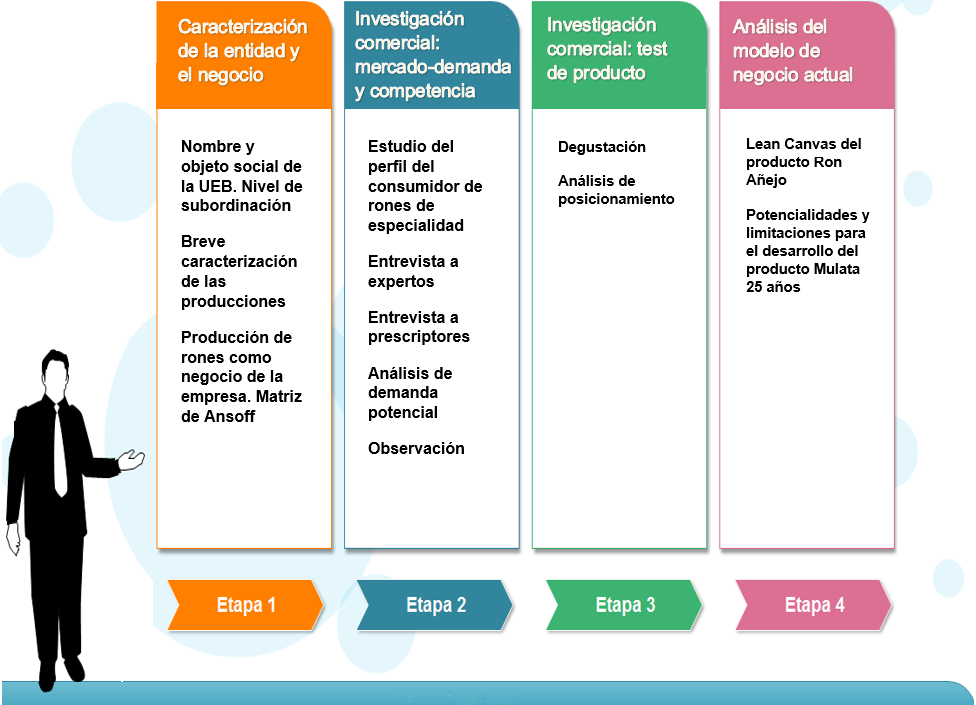 Caracterización
de la entidad y
el negocio
Nombre y
objeto social de
la UEB. Nivel de
subordinación
Breve
caracterización
de las
producciones
Producción de
rones como
negocio de la
empresa. Matriz
de Ansoff
Etapa 1
Investigación
comercial:
mercado-demanda
y competencia
Estudio del
perfil del
consumidor de
rones de
especialidad
Entrevista a
expertos
Entrevista a
prescriptores
Análisis de
demanda
potencial
Observación
Etapa 2
Investigación
comercial: test
de producto
Degustación
Análisis de
posicionamiento
Etapa 3
Análisis del
modelo de
negocio actual
Lean Canvas del
producto Ron
Añejo
Potencialidades y
limitaciones para
el desarrollo del
producto Mulata
25 años
Etapa 4